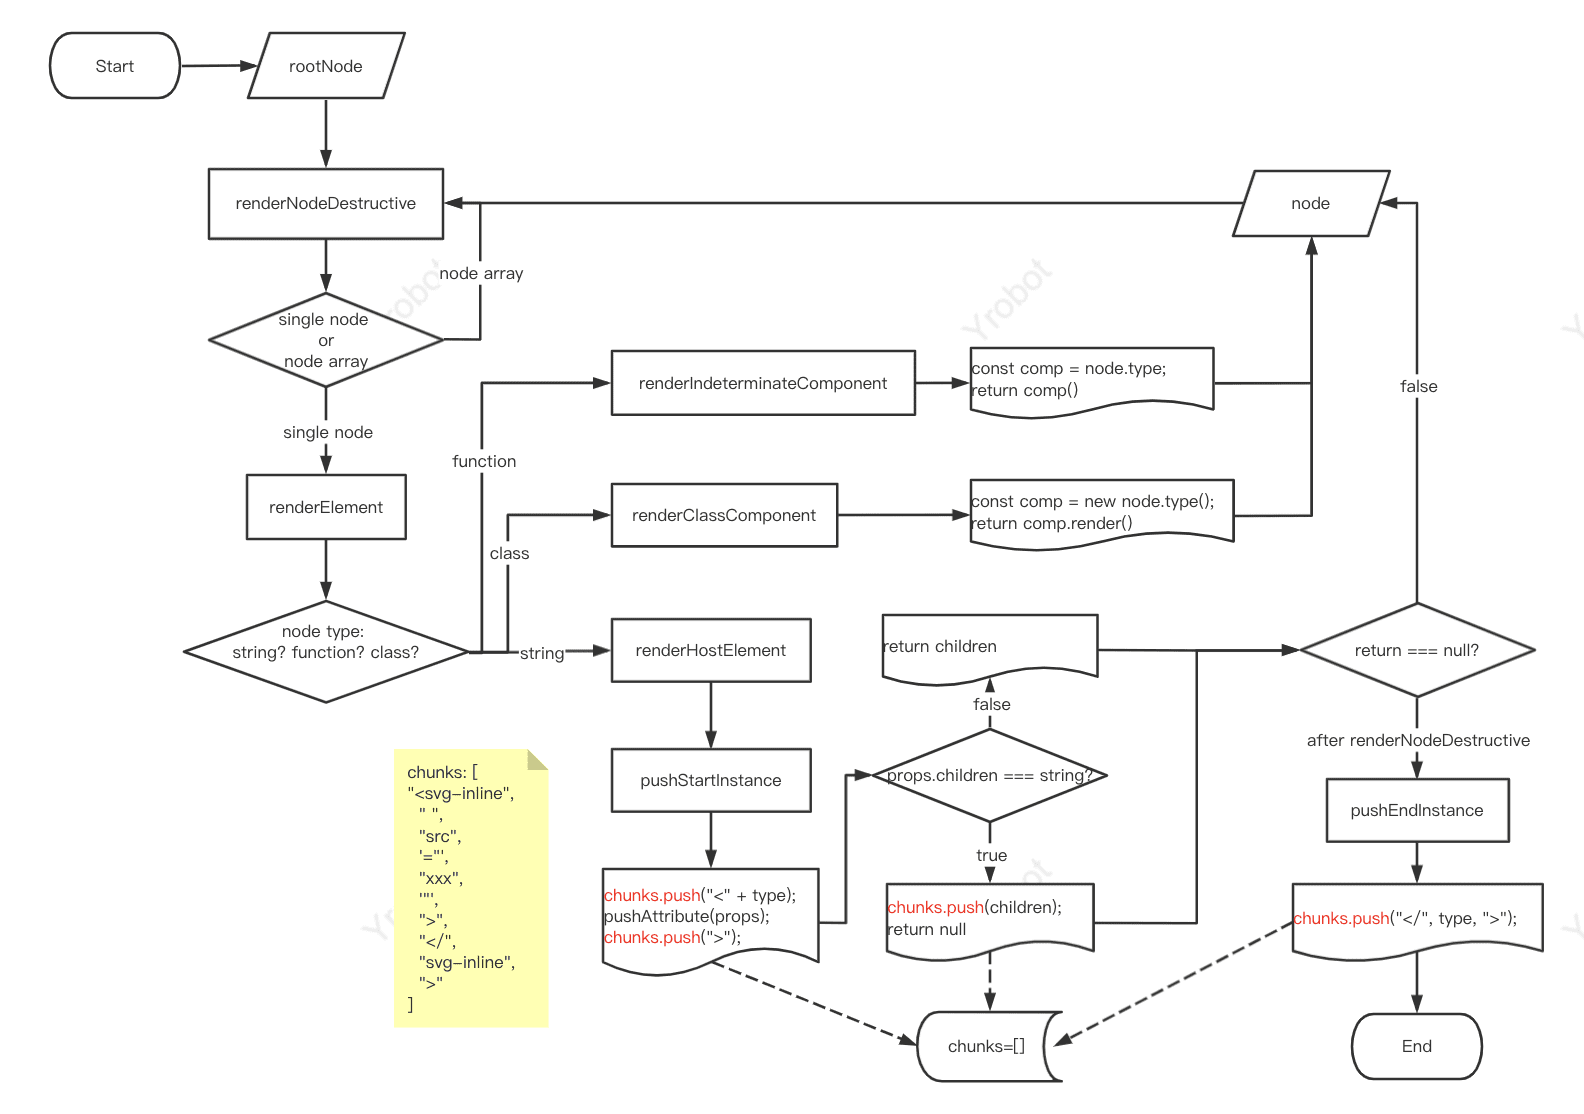 Start
rootNode
renderNodeDestructive
node
node array
single node
or
node array
single node
renderElement
node type:
string? function? class?
function
class
string
renderIndeterminateComponent
const comp = node.type;
return comp()
renderClassComponent
const comp = new node.type();
return comp.render()
false
renderHostElement
return children
return === null?
false
after renderNodeDestructive
pushStartInstance
props.children === string?
pushEndInstance
true
chunks: [
"<svg-inline",
" ",
"src",
'="',
"xxx",
'"',
">",
"</",
"svg-inline",
">"
]
chunks.push("<" + type);
pushAttribute(props);
chunks.push(">");
chunks.push(children);
return null
chunks.push("</", type, ">");
chunks=[]
End
Yrobot